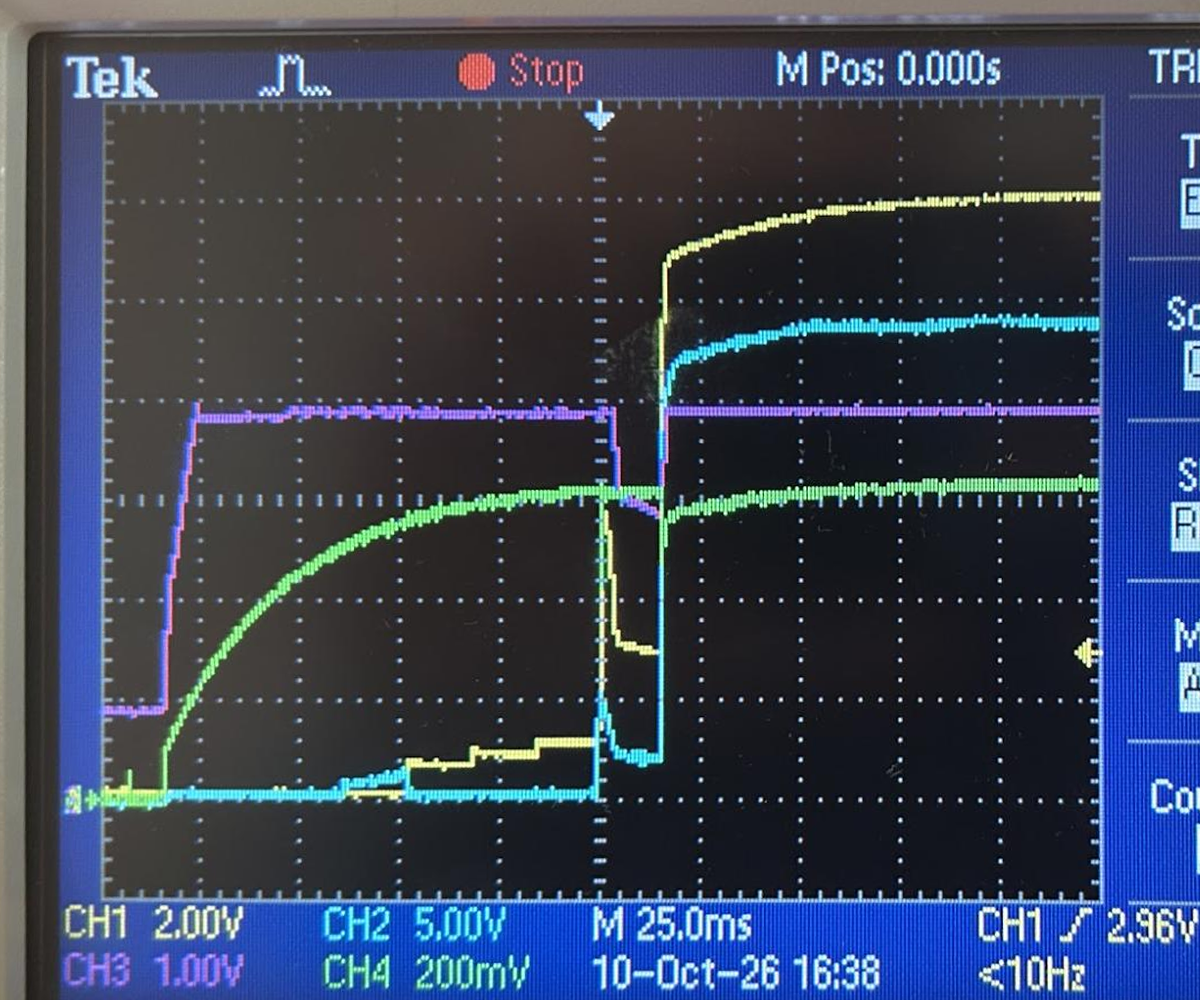 Tek Stop M Pos: 0.000s
CH1 2.00V CH2 5.00V M 25.0ms CH1 2.96V
CH3 1.00V CH4 200mV 10-Oct-26 16:38 <10Hz